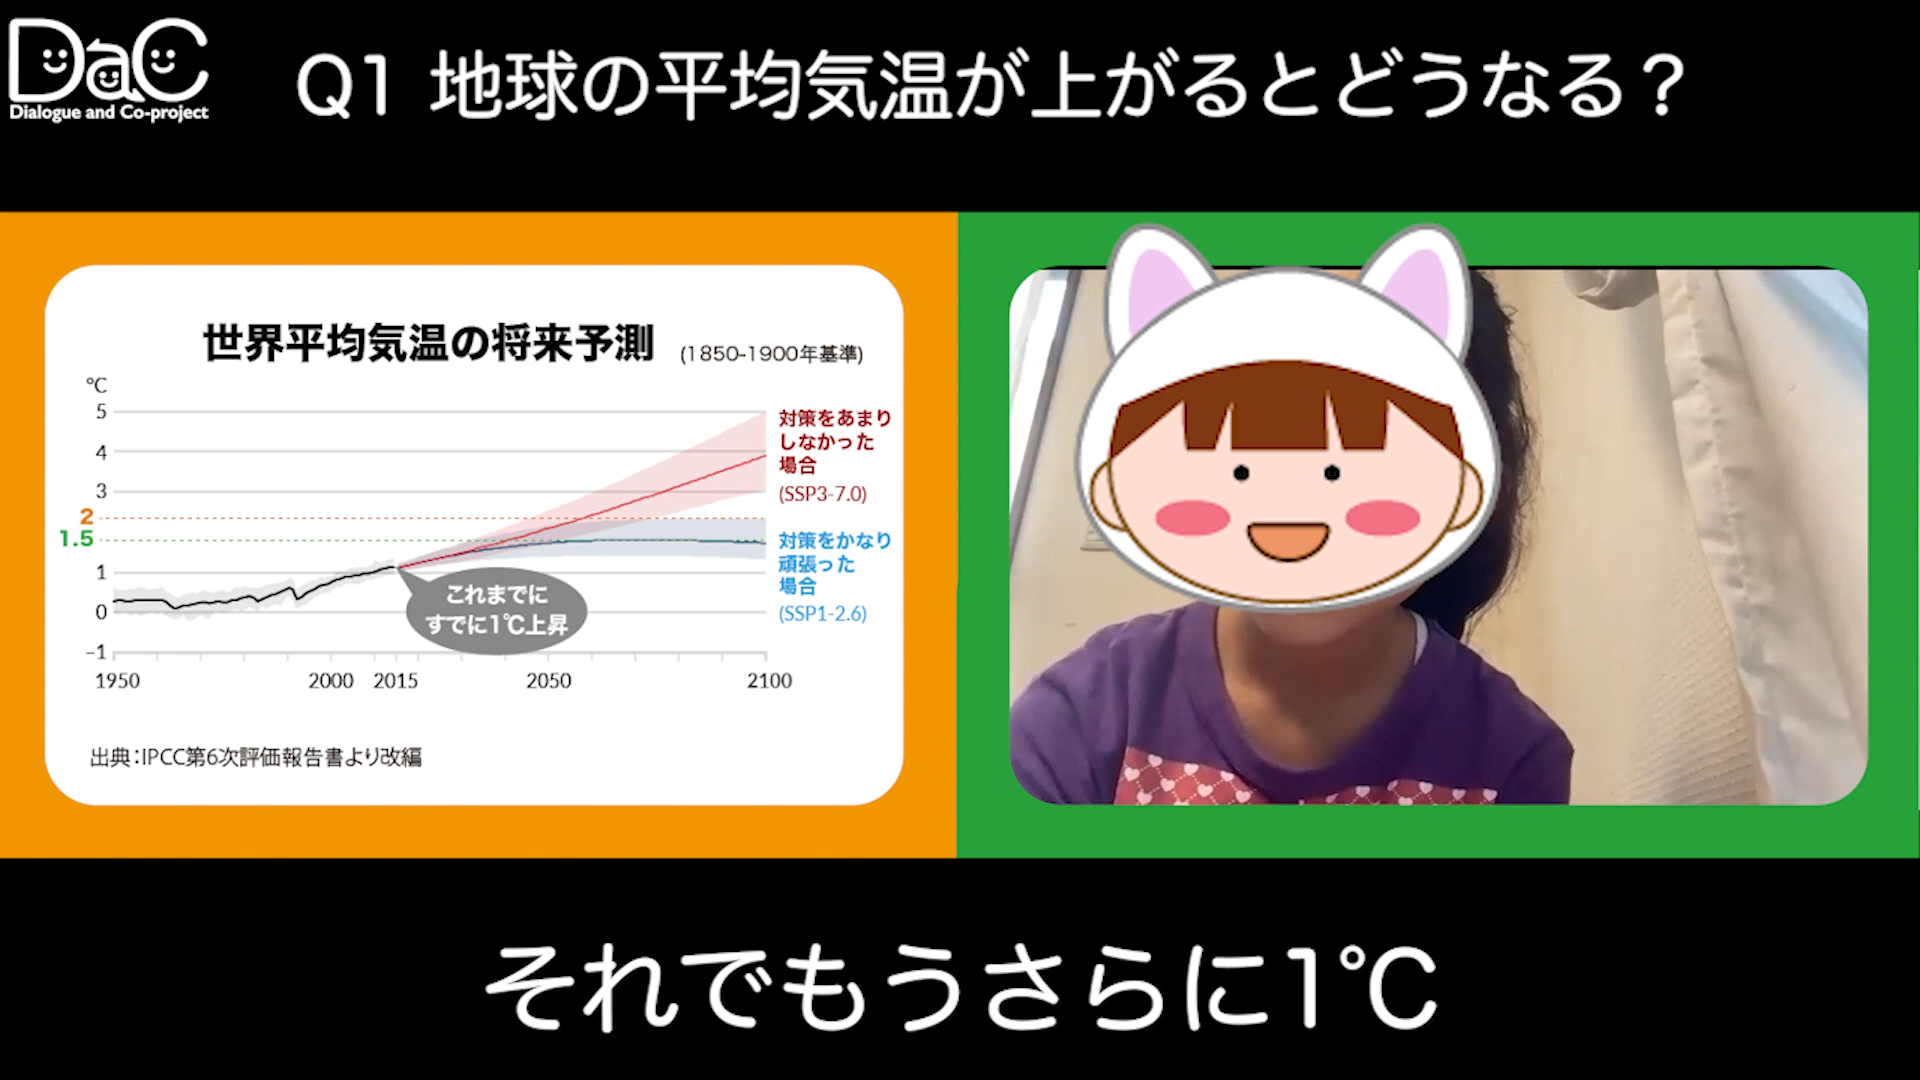 DaC
Dialogue and Co-project
Q1 地球の平均気温が上がるとどうなる？
世界平均気温の将来予測 (1850-1900年基準)
℃
5
4
3
2
1.5
1
0
−1
1950 2000 2015 2050 2100
対策をあまり
しなかった
場合
(SSP3-7.0)
対策をかなり
頑張った
場合
(SSP1-2.6)
これまでに
すでに1℃上昇
出典：IPCC第6次評価報告書より改編
それでもうさらに1℃